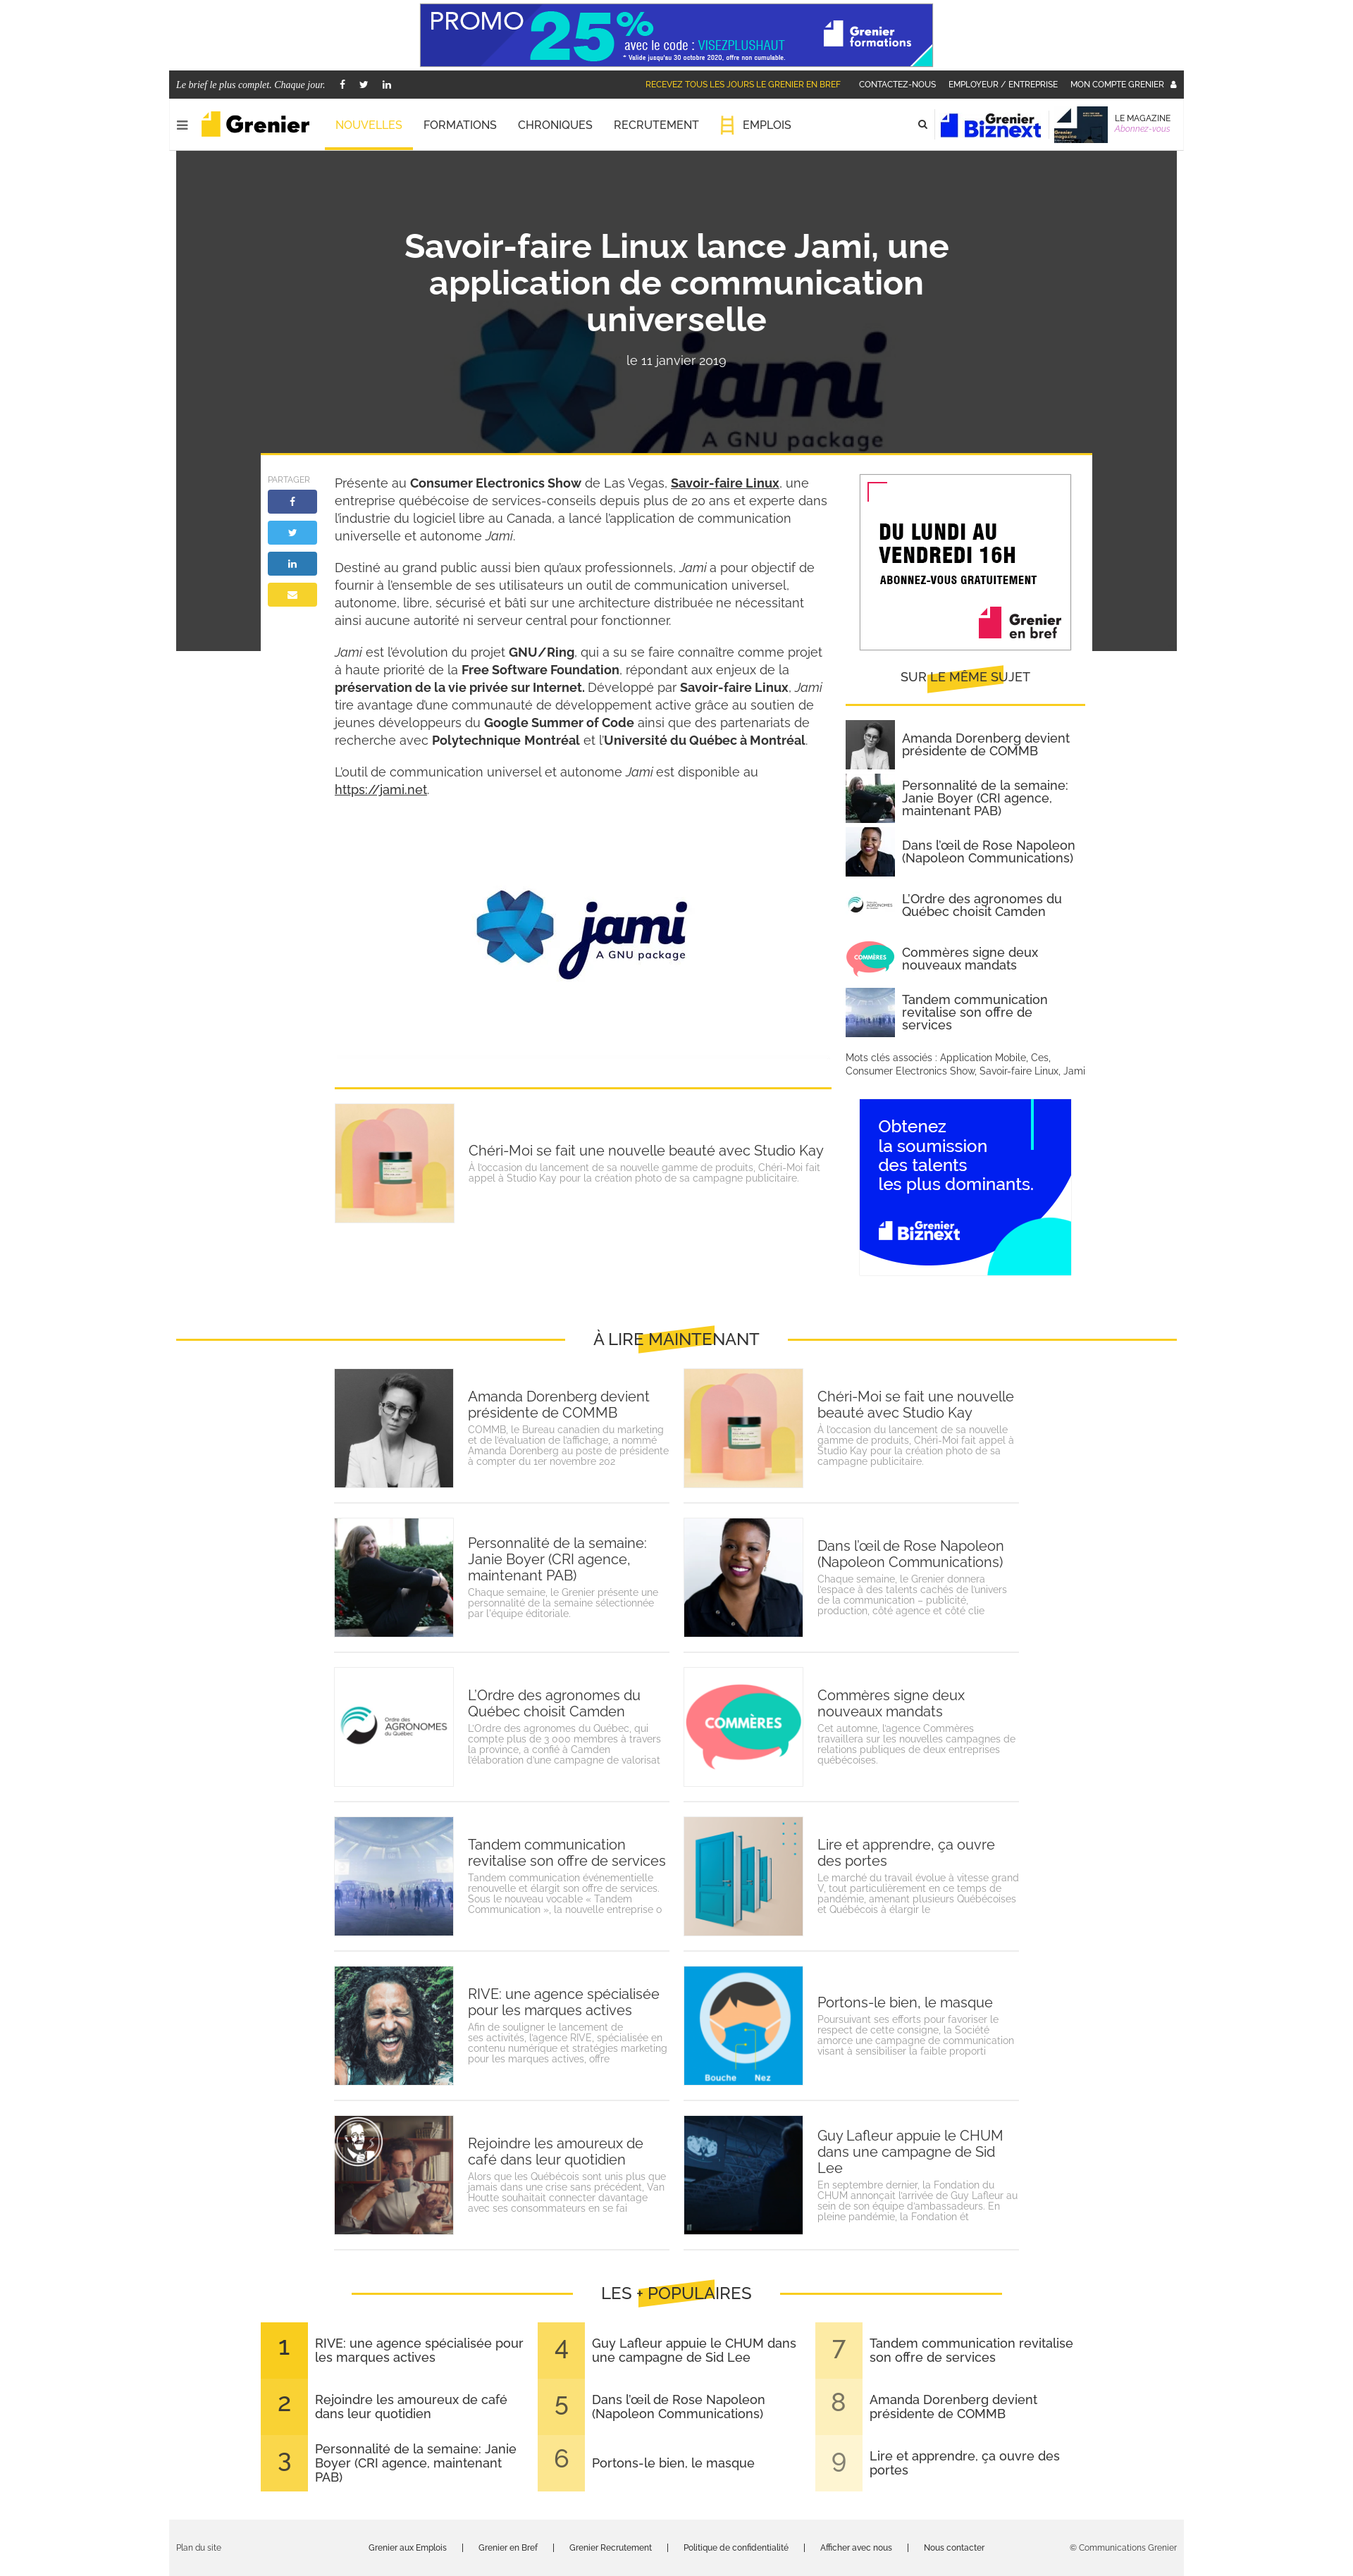 PROMO 25%
avec le code : VISEZPLUSHAUT
* Valide jusqu'au 30 octobre 2020, offre non cumulable.
Grenier
formations
Le brief le plus complet. Chaque jour.
RECEVEZ TOUS LES JOURS LE GRENIER EN BREF
CONTACTEZ-NOUS
EMPLOYEUR / ENTREPRISE
MON COMPTE GRENIER
Grenier
NOUVELLES
FORMATIONS
CHRONIQUES
RECRUTEMENT
EMPLOIS
Grenier
Biznext
LE MAGAZINE
Abonnez-vous
Savoir-faire Linux lance Jami, une
application de communication
universelle
le 11 janvier 2019
jami
A GNU package
PARTAGER
Présente au Consumer Electronics Show de Las Vegas, Savoir-faire Linux, une
entreprise québécoise de services-conseils depuis plus de 20 ans et experte dans
l'industrie du logiciel libre au Canada, a lancé l'application de communication
universelle et autonome Jami.
Destiné au grand public aussi bien qu'aux professionnels, Jami a pour objectif de
fournir à l'ensemble de ses utilisateurs un outil de communication universel,
autonome, libre, sécurisé et bâti sur une architecture distribuée ne nécessitant
ainsi aucune autorité ni serveur central pour fonctionner.
Jami est l'évolution du projet GNU/Ring, qui a su se faire connaître comme projet
à haute priorité de la Free Software Foundation, répondant aux enjeux de la
préservation de la vie privée sur Internet. Développé par Savoir-faire Linux, Jami
tire avantage d'une communauté de développement active grâce au soutien de
jeunes développeurs du Google Summer of Code ainsi que des partenariats de
recherche avec Polytechnique Montréal et l'Université du Québec à Montréal.
L'outil de communication universel et autonome Jami est disponible au
https://jami.net.
jami
A GNU package
Chéri-Moi se fait une nouvelle beauté avec Studio Kay
À l'occasion du lancement de sa nouvelle gamme de produits, Chéri-Moi fait
appel à Studio Kay pour la création photo de sa campagne publicitaire.
DU LUNDI AU
VENDREDI 16H
ABONNEZ-VOUS GRATUITEMENT
Grenier
en bref
SUR LE MÊME SUJET
Amanda Dorenberg devient
présidente de COMMB
Personnalité de la semaine:
Janie Boyer (CRI agence,
maintenant PAB)
Dans l'œil de Rose Napoleon
(Napoleon Communications)
L'Ordre des agronomes du
Québec choisit Camden
COMMÈRES
Commères signe deux
nouveaux mandats
Tandem communication
revitalise son offre de
services
Mots clés associés : Application Mobile, Ces,
Consumer Electronics Show, Savoir-faire Linux, Jami
Obtenez
la soumission
des talents
les plus dominants.
Grenier
Biznext
À LIRE MAINTENANT
Amanda Dorenberg devient
présidente de COMMB
COMMB, le Bureau canadien du marketing
et de l'évaluation de l'affichage, a nommé
Amanda Dorenberg au poste de présidente
à compter du 1er novembre 202
Chéri-Moi se fait une nouvelle
beauté avec Studio Kay
À l'occasion du lancement de sa nouvelle
gamme de produits, Chéri-Moi fait appel à
Studio Kay pour la création photo de sa
campagne publicitaire.
Personnalité de la semaine:
Janie Boyer (CRI agence,
maintenant PAB)
Chaque semaine, le Grenier présente une
personnalité de la semaine sélectionnée
par l'équipe éditoriale.
Dans l'œil de Rose Napoleon
(Napoleon Communications)
Chaque semaine, le Grenier donnera
l'espace à des talents cachés de l'univers
de la communication – publicité,
production, côté agence et côté clie
Ordre des
AGRONOMES
du Québec
L'Ordre des agronomes du
Québec choisit Camden
L'Ordre des agronomes du Québec, qui
compte plus de 3 000 membres à travers
la province, a confié à Camden
l'élaboration d'une campagne de valorisat
COMMÈRES
Commères signe deux
nouveaux mandats
Cet automne, l'agence Commères
travaillera sur les nouvelles campagnes de
relations publiques de deux entreprises
québécoises.
Tandem communication
revitalise son offre de services
Tandem communication événementielle
renouvelle et élargit son offre de services.
Sous le nouveau vocable « Tandem
Communication », la nouvelle entreprise o
Lire et apprendre, ça ouvre
des portes
Le marché du travail évolue à vitesse grand
V, tout particulièrement en ce temps de
pandémie, amenant plusieurs Québécoises
et Québécois à élargir le
RIVE: une agence spécialisée
pour les marques actives
Afin de souligner le lancement de
ses activités, l'agence RIVE, spécialisée en
contenu numérique et stratégies marketing
pour les marques actives, offre
Bouche Nez
Portons-le bien, le masque
Poursuivant ses efforts pour favoriser le
respect de cette consigne, la Société
amorce une campagne de communication
visant à sensibiliser la faible proporti
Rejoindre les amoureux de
café dans leur quotidien
Alors que les Québécois sont unis plus que
jamais dans une crise sans précédent, Van
Houtte souhaitait connecter davantage
avec ses consommateurs en se fai
Guy Lafleur appuie le CHUM
dans une campagne de Sid
Lee
En septembre dernier, la Fondation du
CHUM annonçait l'arrivée de Guy Lafleur au
sein de son équipe d'ambassadeurs. En
pleine pandémie, la Fondation ét
LES + POPULAIRES
1
RIVE: une agence spécialisée pour
les marques actives
2
Rejoindre les amoureux de café
dans leur quotidien
3
Personnalité de la semaine: Janie
Boyer (CRI agence, maintenant
PAB)
4
Guy Lafleur appuie le CHUM dans
une campagne de Sid Lee
5
Dans l'œil de Rose Napoleon
(Napoleon Communications)
6
Portons-le bien, le masque
7
Tandem communication revitalise
son offre de services
8
Amanda Dorenberg devient
présidente de COMMB
9
Lire et apprendre, ça ouvre des
portes
Plan du site
Grenier aux Emplois | Grenier en Bref | Grenier Recrutement | Politique de confidentialité | Afficher avec nous | Nous contacter
© Communications Grenier